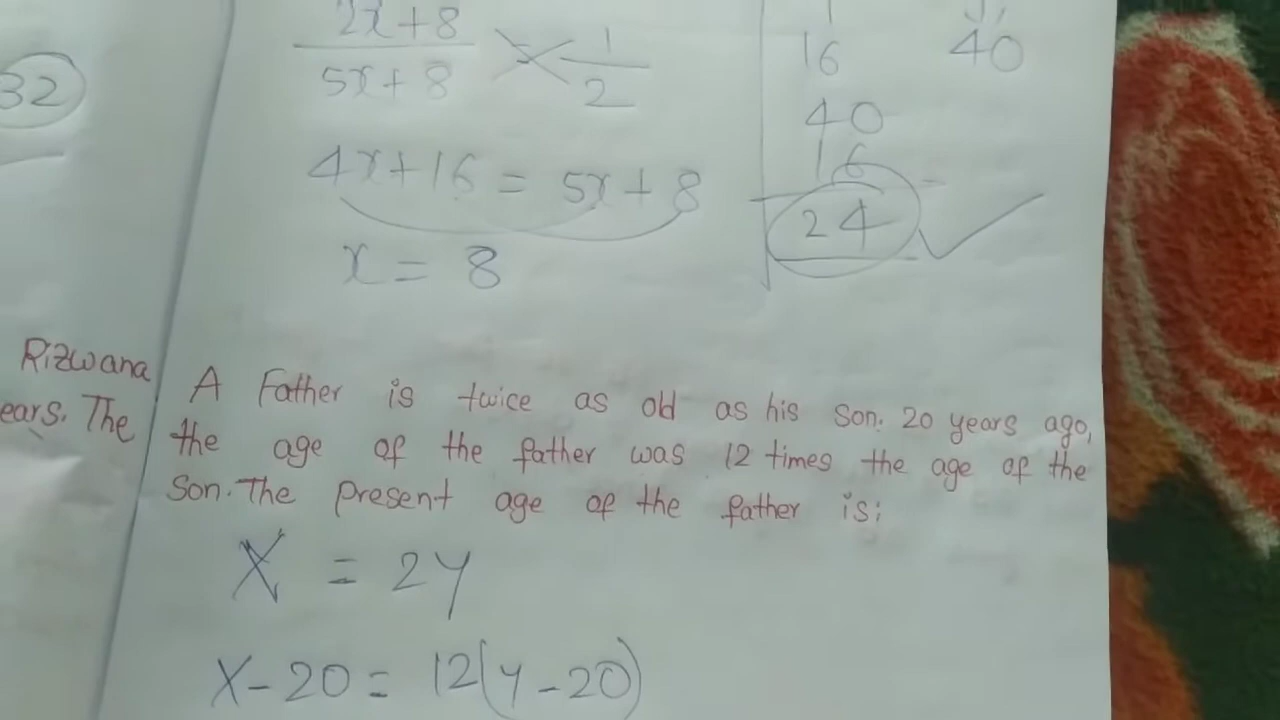 32
2x+8
5x+8
=
1
2
4x+16 = 5x+8
x = 8
16 40
40
16
24
Rizwana
ears. The
A Father is twice as old as his son. 20 years ago,
the age of the father was 12 times the age of the
Son. The Present age of the father is:
X = 2y
X-20 = 12(y-20)